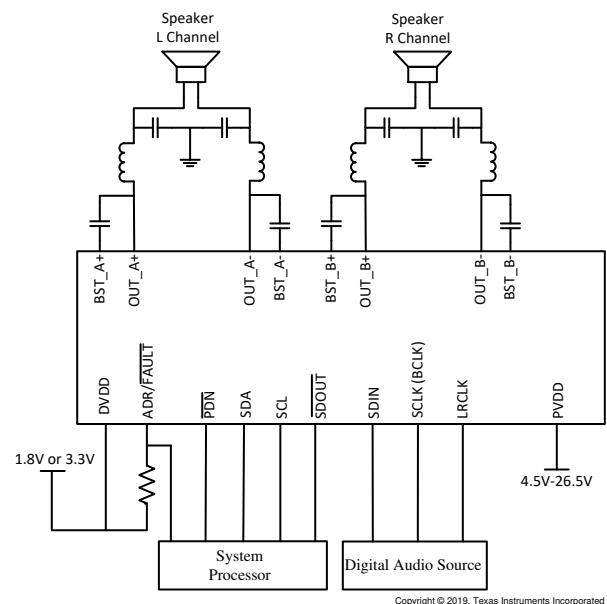 Speaker
L Channel
Speaker
R Channel
BST_A+
OUT_A+
OUT_A-
BST_A-
BST_B+
OUT_B+
OUT_B-
BST_B-
DVDD
ADR/FAULT
PDN
SDA
SCL
SDOUT
SDIN
SCLK (BCLK)
LRCLK
PVDD
1.8V or 3.3V
4.5V-26.5V
System
Processor
Digital Audio Source
Copyright © 2019, Texas Instruments Incorporated